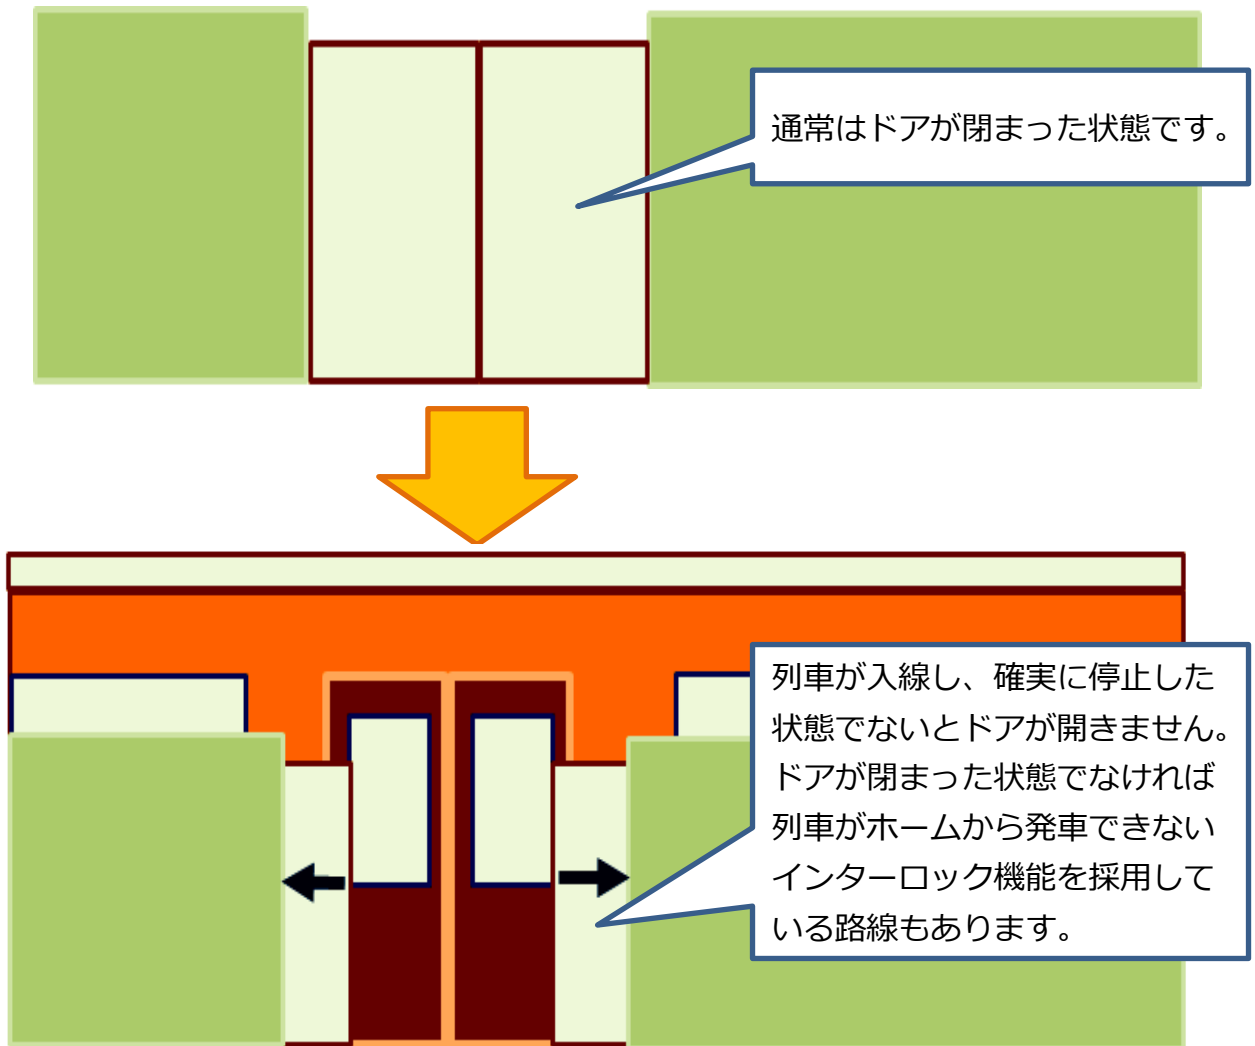 通常はドアが閉まった状態です。
列車が入線し、確実に停止した
状態でないとドアが開きません。
ドアが閉まった状態でなければ
列車がホームから発車できない
インターロック機能を採用して
いる路線もあります。